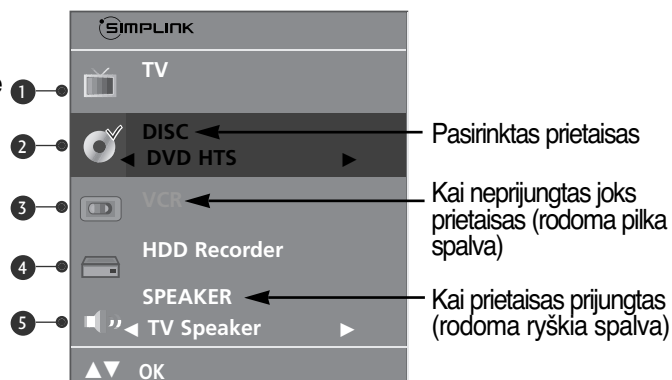 SIMPLINK
e
1
TV
2
DISC
◀ DVD HTS ▶
Pasirinktas prietaisas
3
VCR
Kai neprijungtas joks
prietaisas (rodoma pilka
spalva)
4
HDD Recorder
5
SPEAKER
◀ TV Speaker ▶
Kai prietaisas prijungtas
(rodoma ryškia spalva)
▲▼ OK